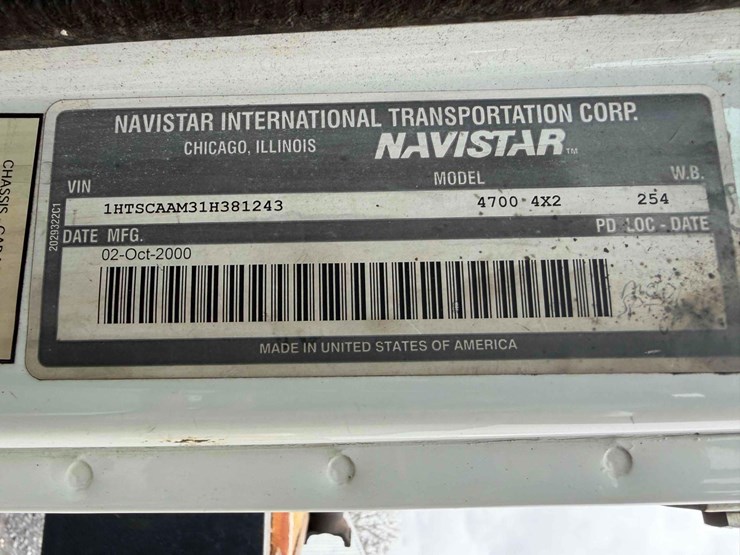 NAVISTAR INTERNATIONAL TRANSPORTATION CORP.
CHICAGO, ILLINOIS NAVISTAR™
VIN MODEL W.B.
1HTSCAAM31H381243 4700 4X2 254
DATE MFG. PD LOC - DATE
02-Oct-2000
MADE IN UNITED STATES OF AMERICA
2029322C1
CHASSIS